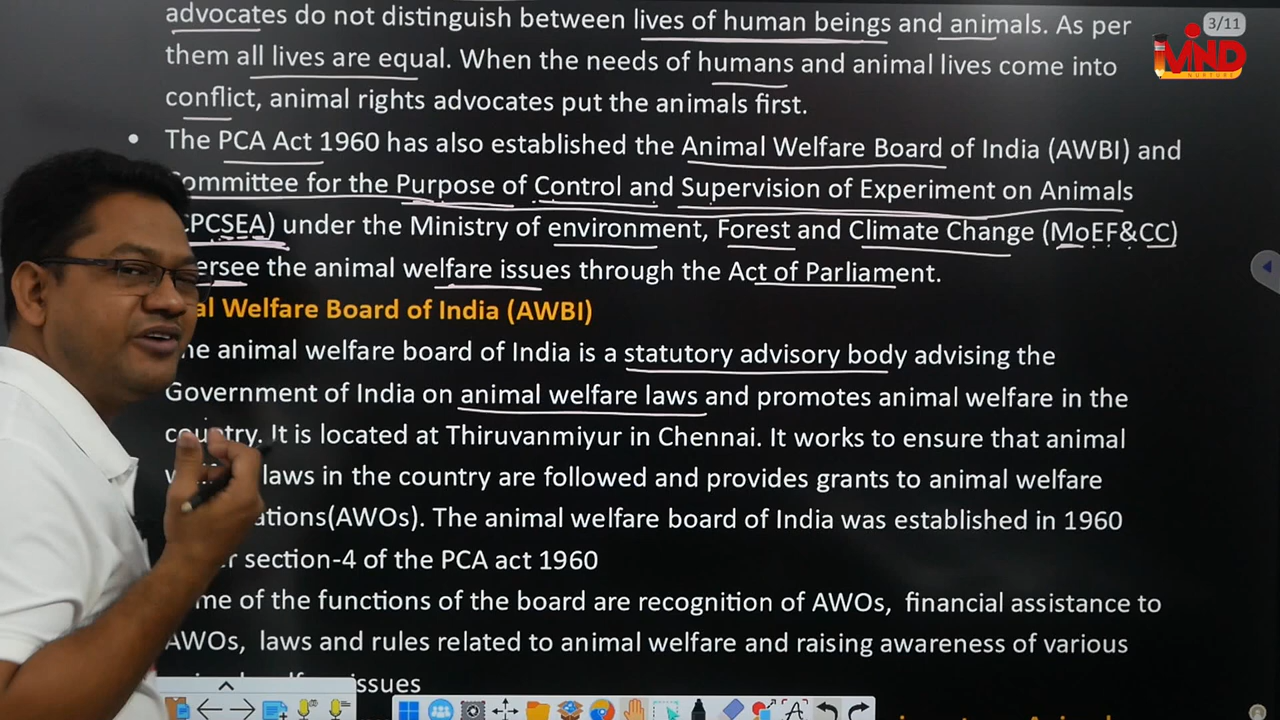 advocates do not distinguish between lives of human beings and animals. As per
3/11
MIND
NURTURE
them all lives are equal. When the needs of humans and animal lives come into
conflict, animal rights advocates put the animals first.
• The PCA Act 1960 has also established the Animal Welfare Board of India (AWBI) and
Committee for the Purpose of Control and Supervision of Experiment on Animals
CPCSEA) under the Ministry of environment, Forest and Climate Change (MoEF&CC)
ersee the animal welfare issues through the Act of Parliament.
al Welfare Board of India (AWBI)
he animal welfare board of India is a statutory advisory body advising the
Government of India on animal welfare laws and promotes animal welfare in the
country. It is located at Thiruvanmiyur in Chennai. It works to ensure that animal
laws in the country are followed and provides grants to animal welfare
ations(AWOs). The animal welfare board of India was established in 1960
r section-4 of the PCA act 1960
me of the functions of the board are recognition of AWOs, financial assistance to
AWOs, laws and rules related to animal welfare and raising awareness of various
issues